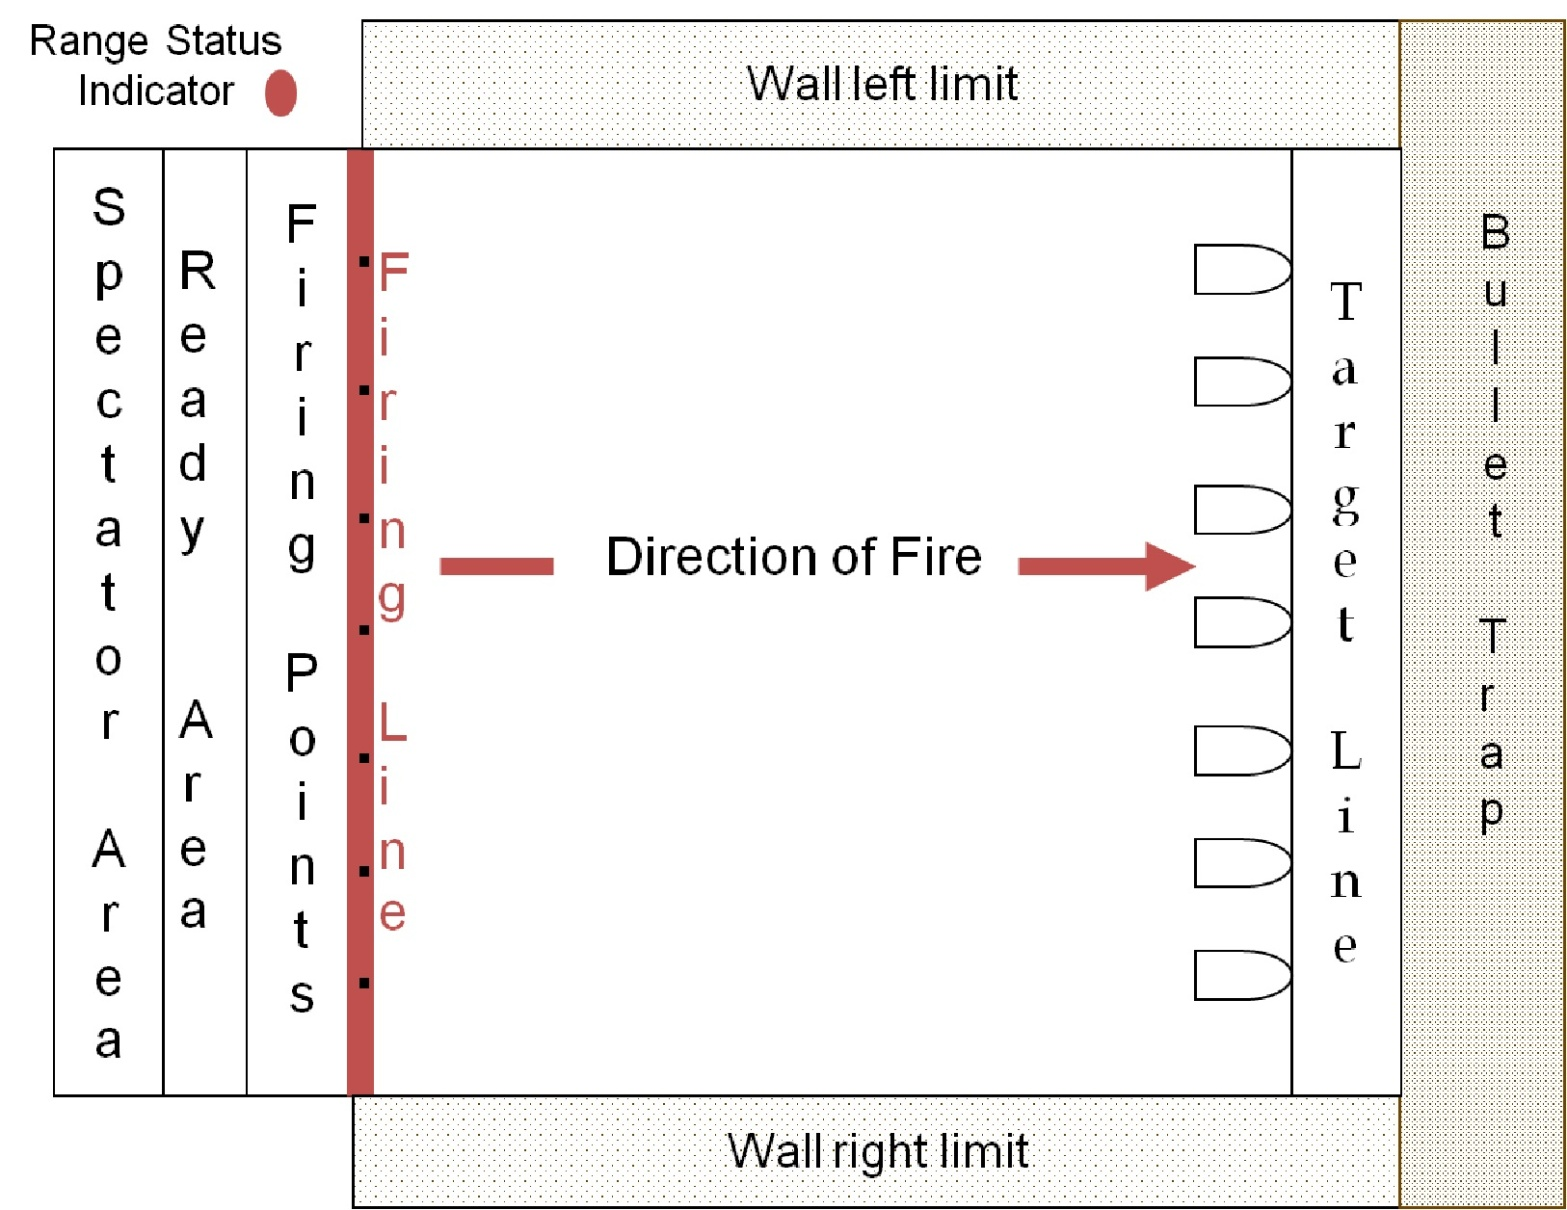 Range Status
Indicator
Wall left limit
Spectator Area
Ready Area
Firing Points
Firing Line
Direction of Fire
Target Line
Bullet Trap
Wall right limit